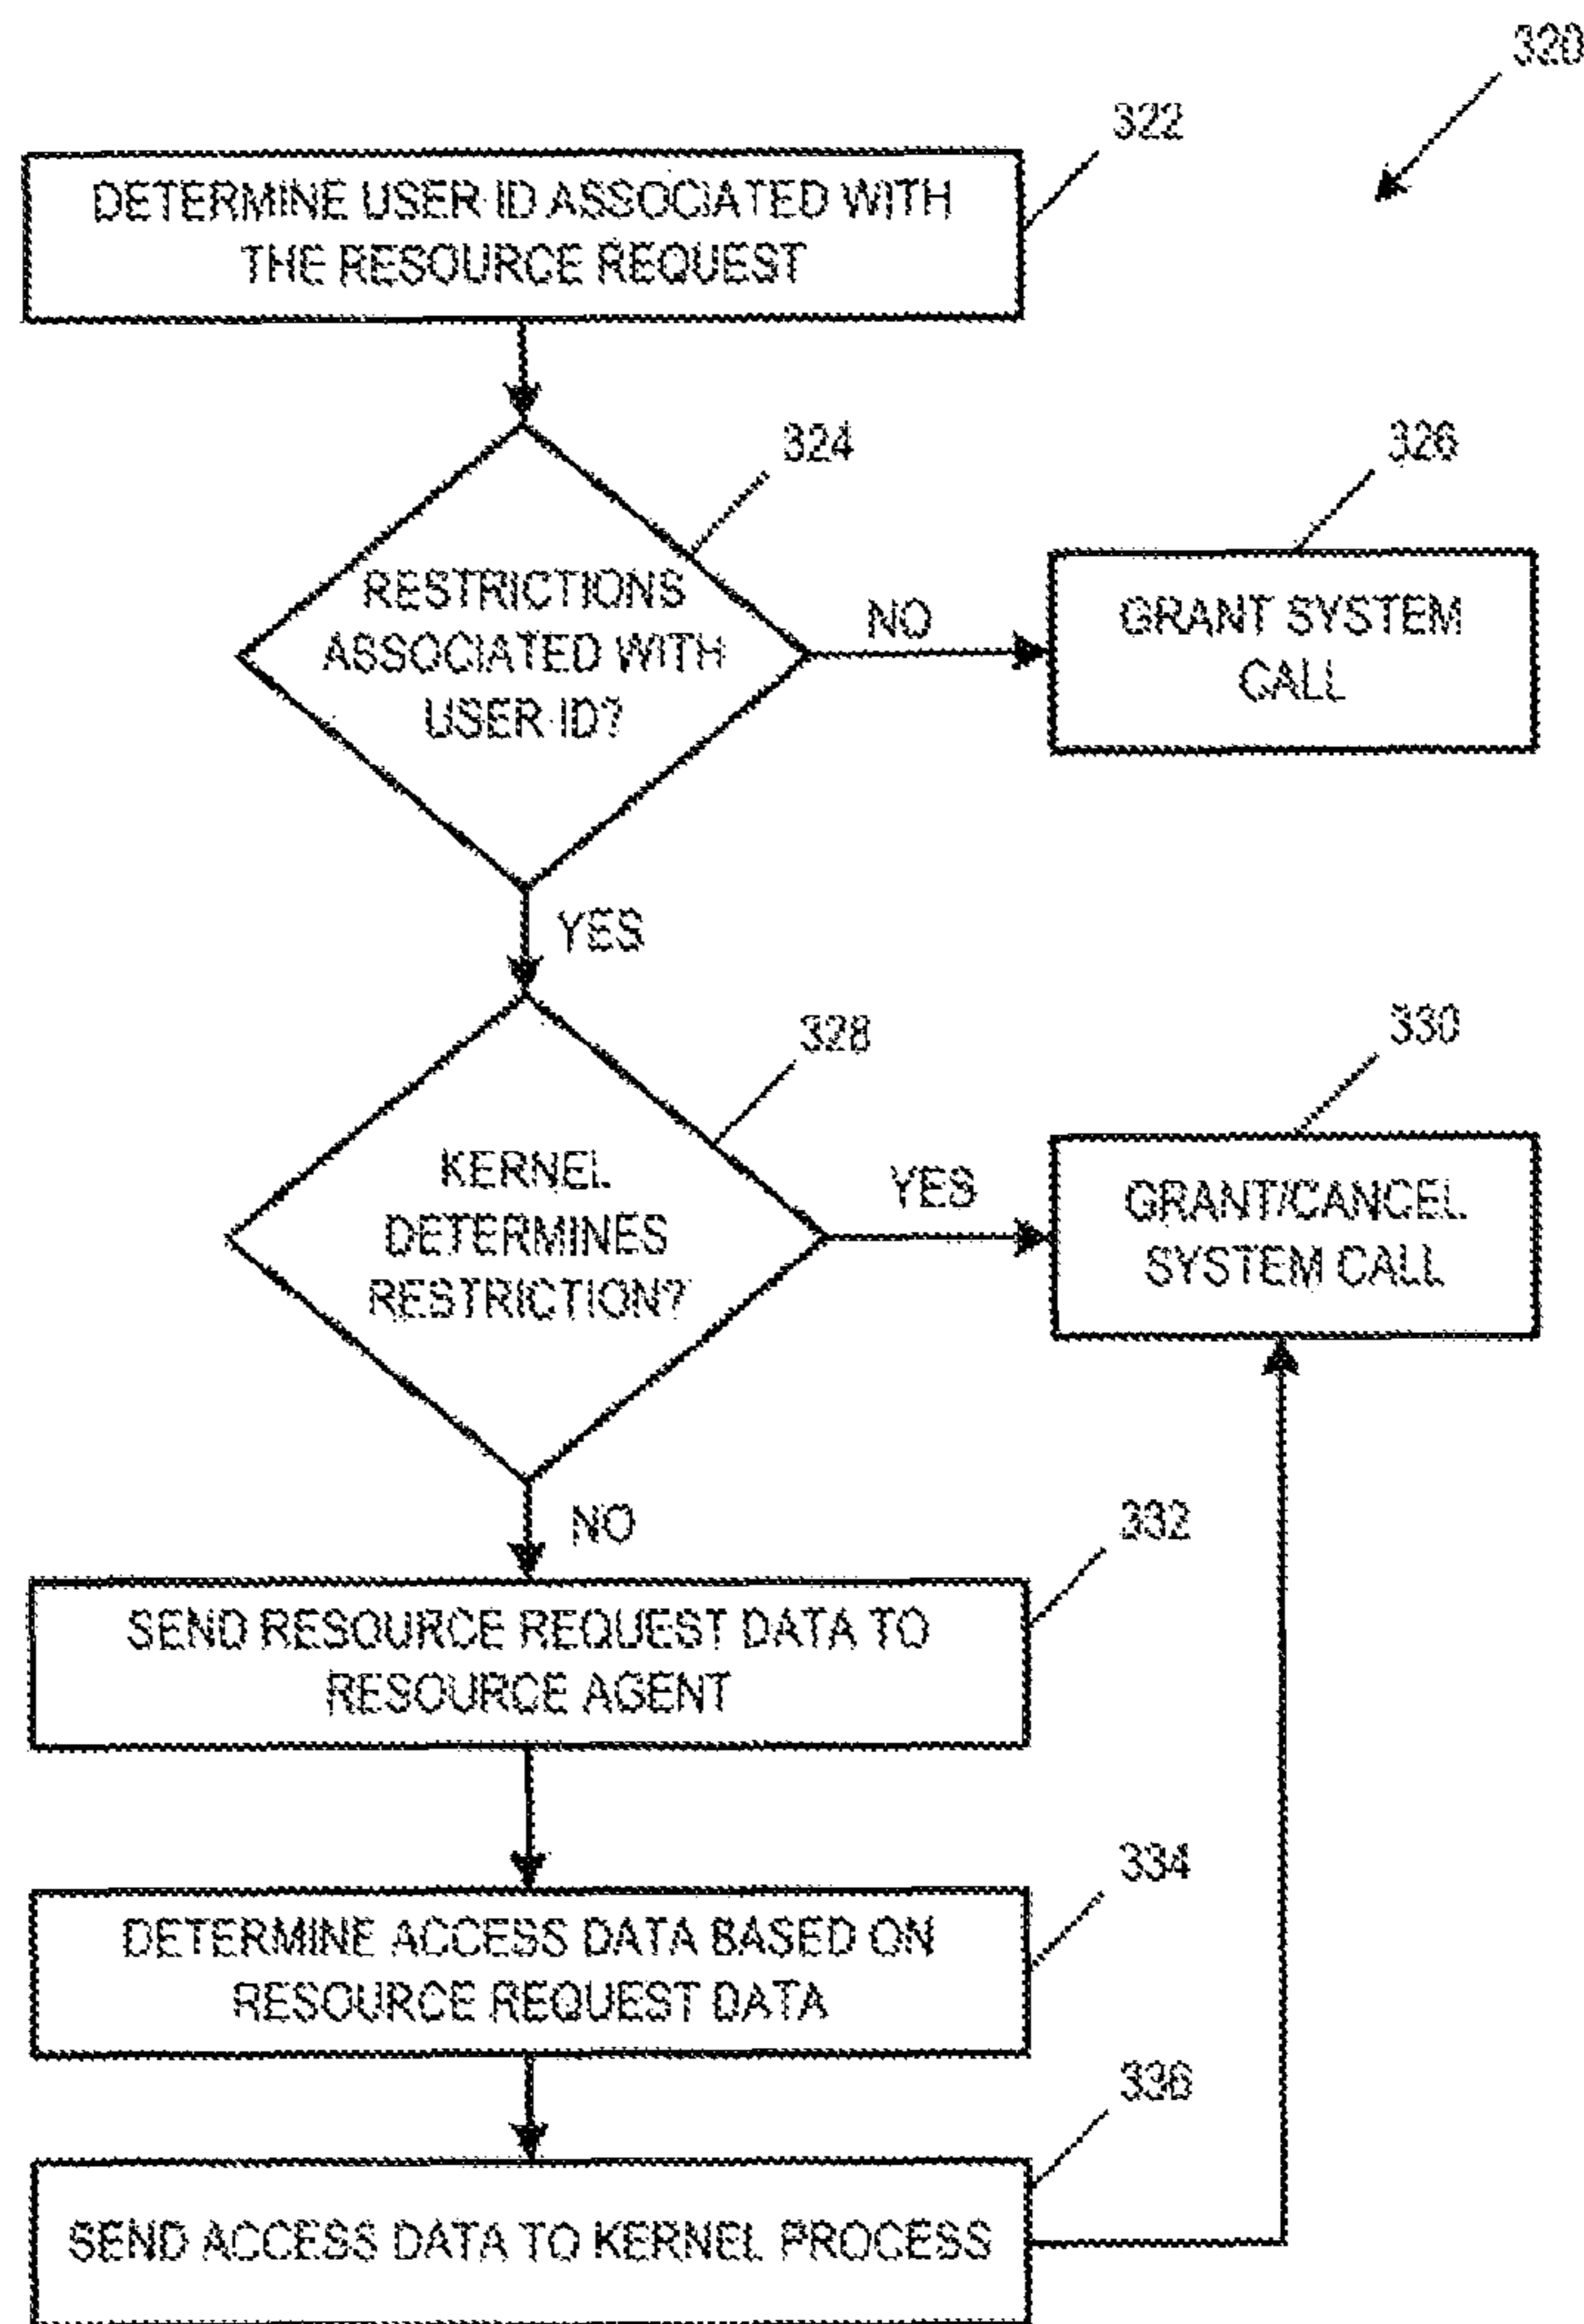 320
322
DETERMINE USER ID ASSOCIATED WITH
THE RESOURCE REQUEST
324
326
RESTRICTIONS
ASSOCIATED WITH
USER ID?
NO
GRANT SYSTEM
CALL
YES
328
330
KERNEL
DETERMINES
RESTRICTION?
YES
GRANT/CANCEL
SYSTEM CALL
NO
332
SEND RESOURCE REQUEST DATA TO
RESOURCE AGENT
334
DETERMINE ACCESS DATA BASED ON
RESOURCE REQUEST DATA
336
SEND ACCESS DATA TO KERNEL PROCESS